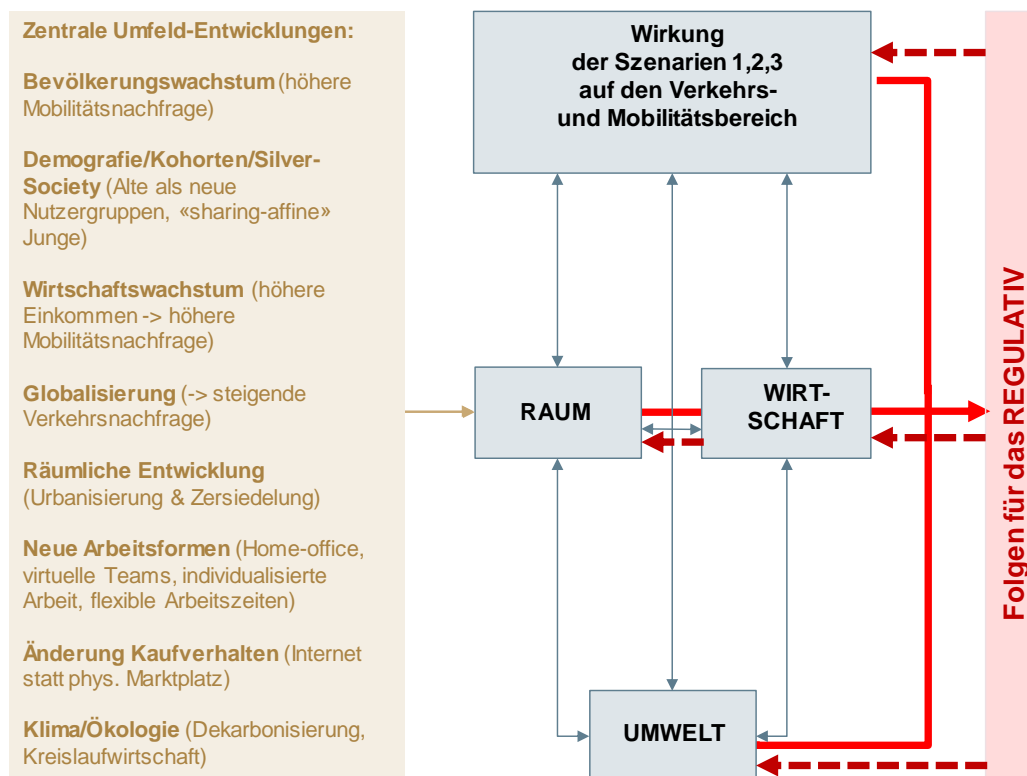 Zentrale Umfeld-Entwicklungen:
Bevölkerungswachstum (höhere
Mobilitätsnachfrage)
Demografie/Kohorten/Silver-
Society (Alte als neue
Nutzergruppen, «sharing-affine»
Junge)
Wirtschaftswachstum (höhere
Einkommen -> höhere
Mobilitätsnachfrage)
Globalisierung (-> steigende
Verkehrsnachfrage)
Räumliche Entwicklung
(Urbanisierung & Zersiedelung)
Neue Arbeitsformen (Home-office,
virtuelle Teams, individualisierte
Arbeit, flexible Arbeitszeiten)
Änderung Kaufverhalten (Internet
statt phys. Marktplatz)
Klima/Ökologie (Dekarbonisierung,
Kreislaufwirtschaft)
Wirkung
der Szenarien 1,2,3
auf den Verkehrs-
und Mobilitätsbereich
RAUM
WIRT-
SCHAFT
UMWELT
Folgen für das REGULATIV